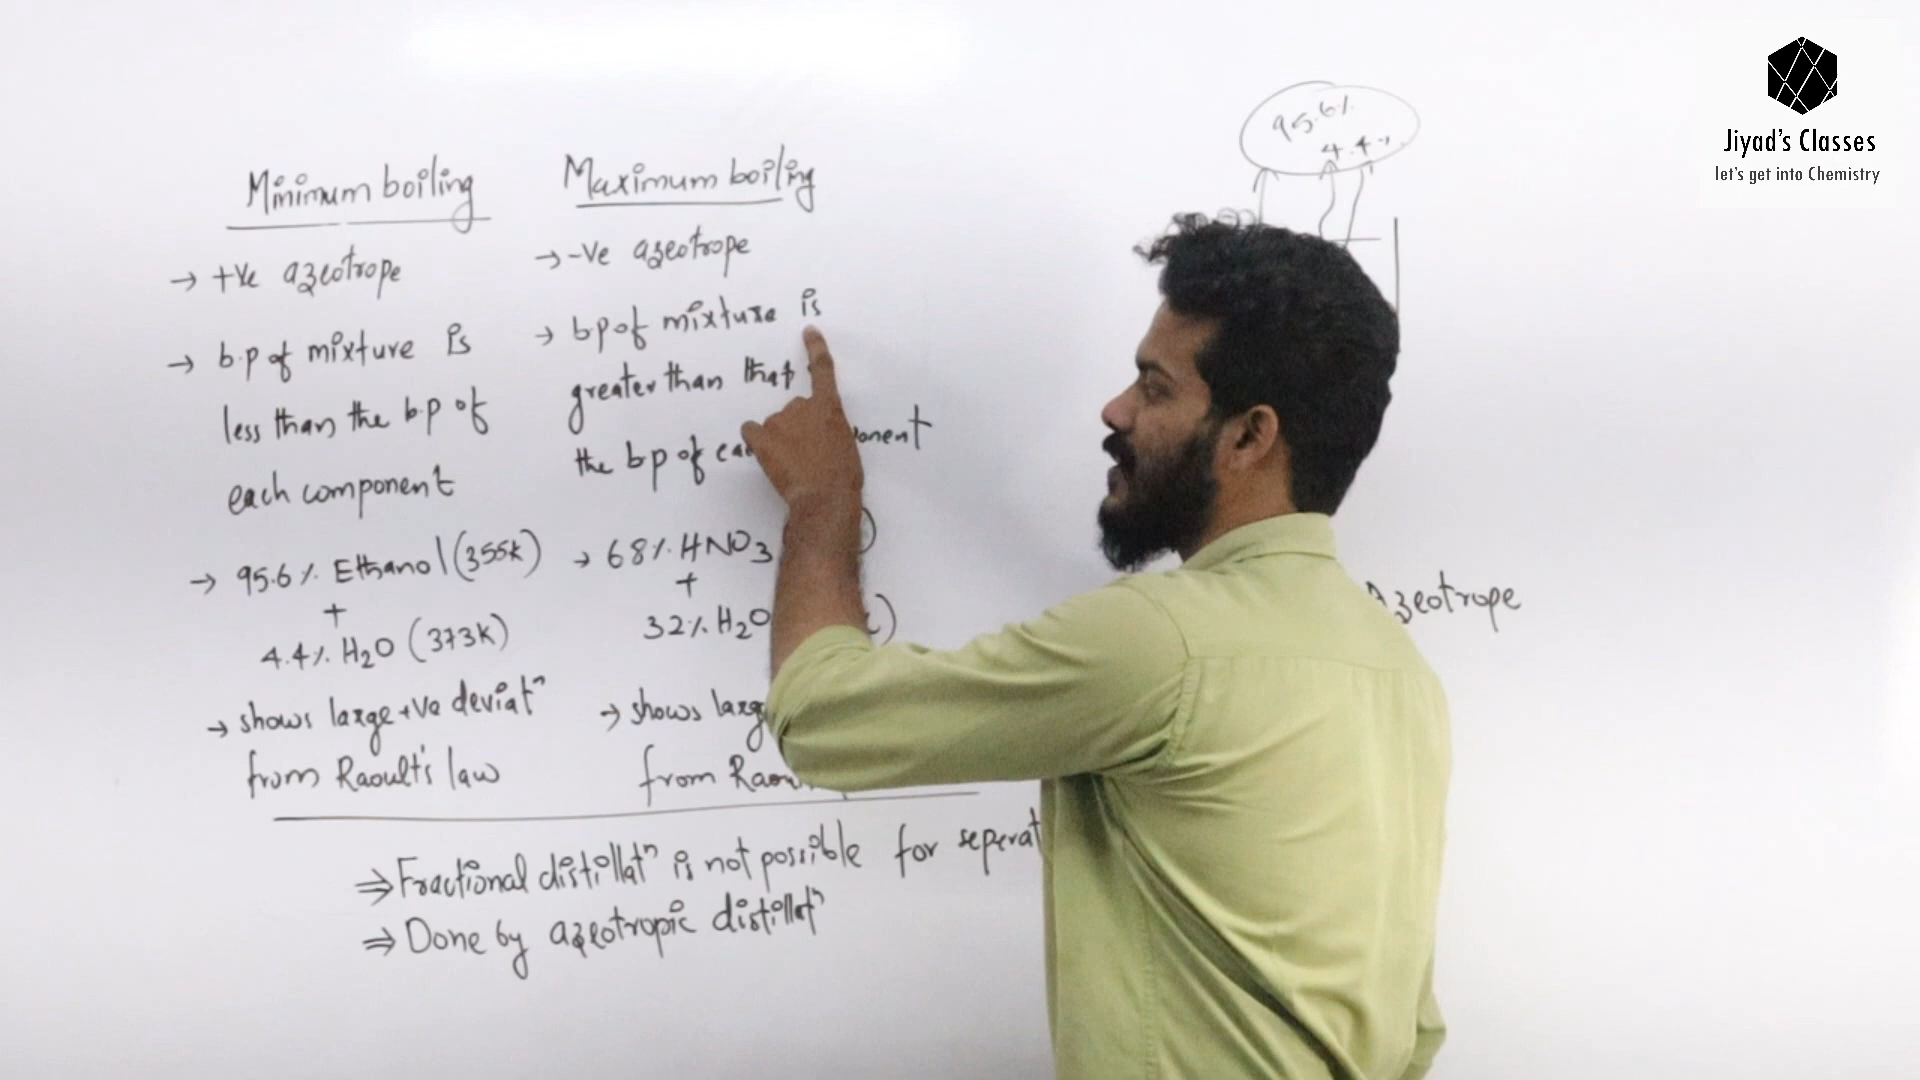 Minimum boiling
→ +ve azeotrope
→ b.p of mixture is
less than the b.p of
each component
→ 95.6% Ethanol (355K)
+
4.4% H2O (373K)
→ shows large +ve deviatⁿ
from Raoult's law
Maximum boiling
→ -ve azeotrope
→ b.p of mixture is
greater than that
the b.p of
→ 68% HNO3
+
32% H2O
→ shows
from
⇒ Fractional distillatⁿ is not possible for seperat
⇒ Done by azeotropic distillatⁿ
95.6%
4.4%
Azeotrope
Jiyad's Classes
let's get into Chemistry